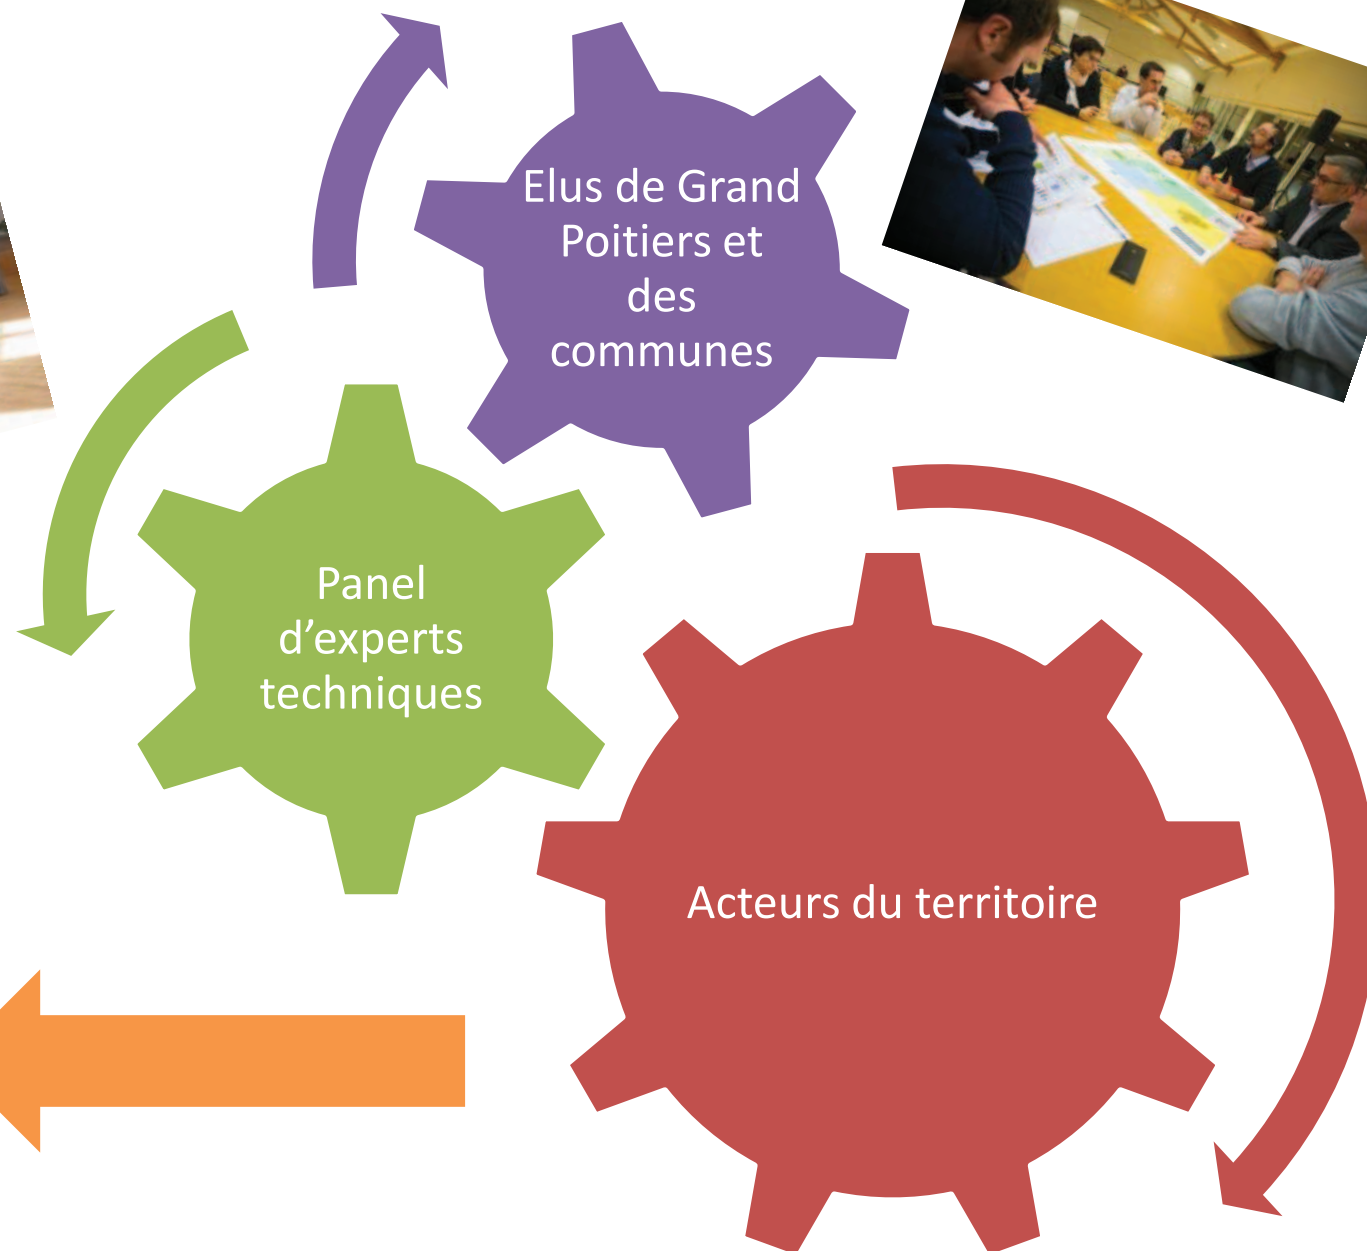 Elus de Grand
Poitiers et
des
communes
Panel
d’experts
techniques
Acteurs du territoire